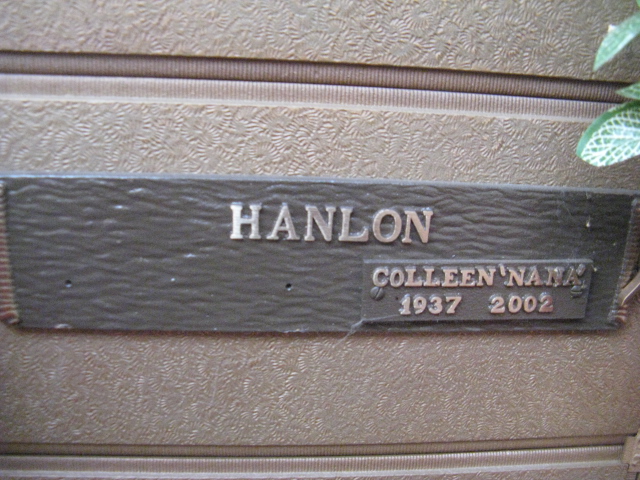 HANLON
COLLEEN 'NANA'
1937 2002